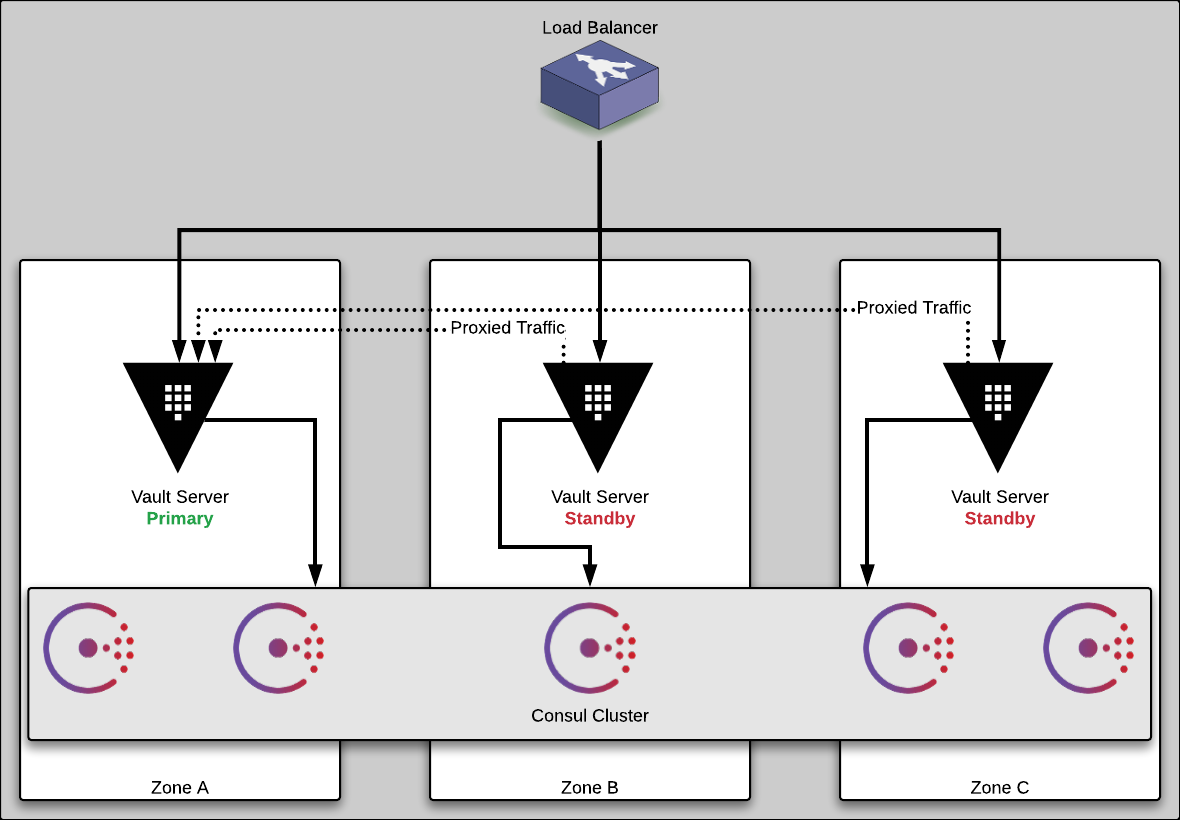 Load Balancer
Proxied Traffic
Proxied Traffic
Vault Server
Primary
Vault Server
Standby
Vault Server
Standby
Consul Cluster
Zone A
Zone B
Zone C